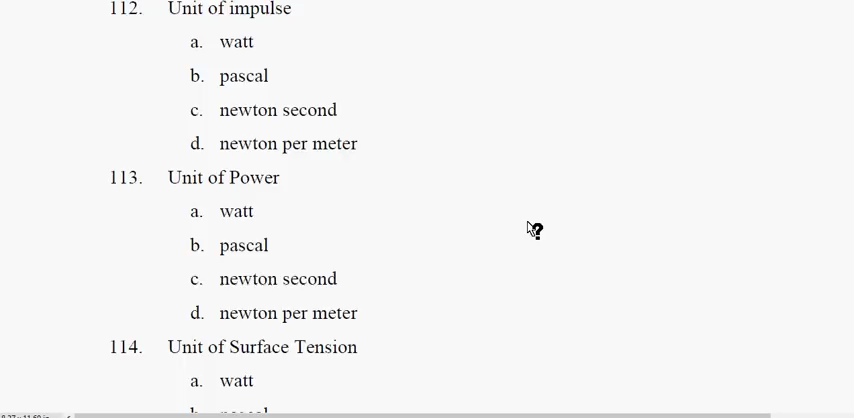 112. Unit of impulse
a. watt
b. pascal
c. newton second
d. newton per meter
113. Unit of Power
a. watt
b. pascal
c. newton second
d. newton per meter
114. Unit of Surface Tension
a. watt